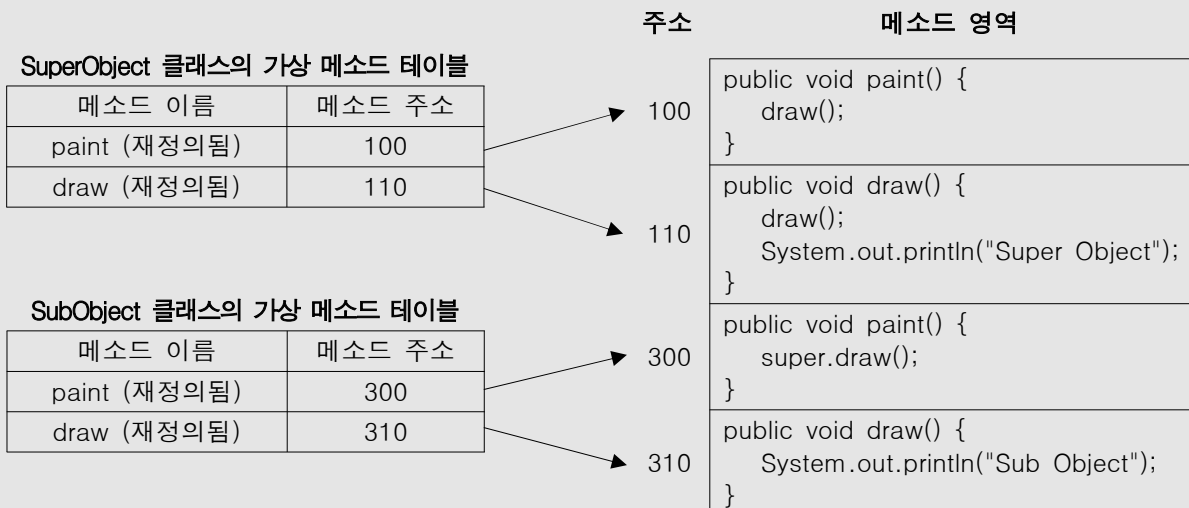 주소 메소드 영역
SuperObject 클래스의 가상 메소드 테이블
메소드 이름 메소드 주소
paint (재정의됨) 100
draw (재정의됨) 110
100
public void paint() {
draw();
}
110
public void draw() {
draw();
System.out.println("Super Object");
}
SubObject 클래스의 가상 메소드 테이블
메소드 이름 메소드 주소
paint (재정의됨) 300
draw (재정의됨) 310
300
public void paint() {
super.draw();
}
310
public void draw() {
System.out.println("Sub Object");
}